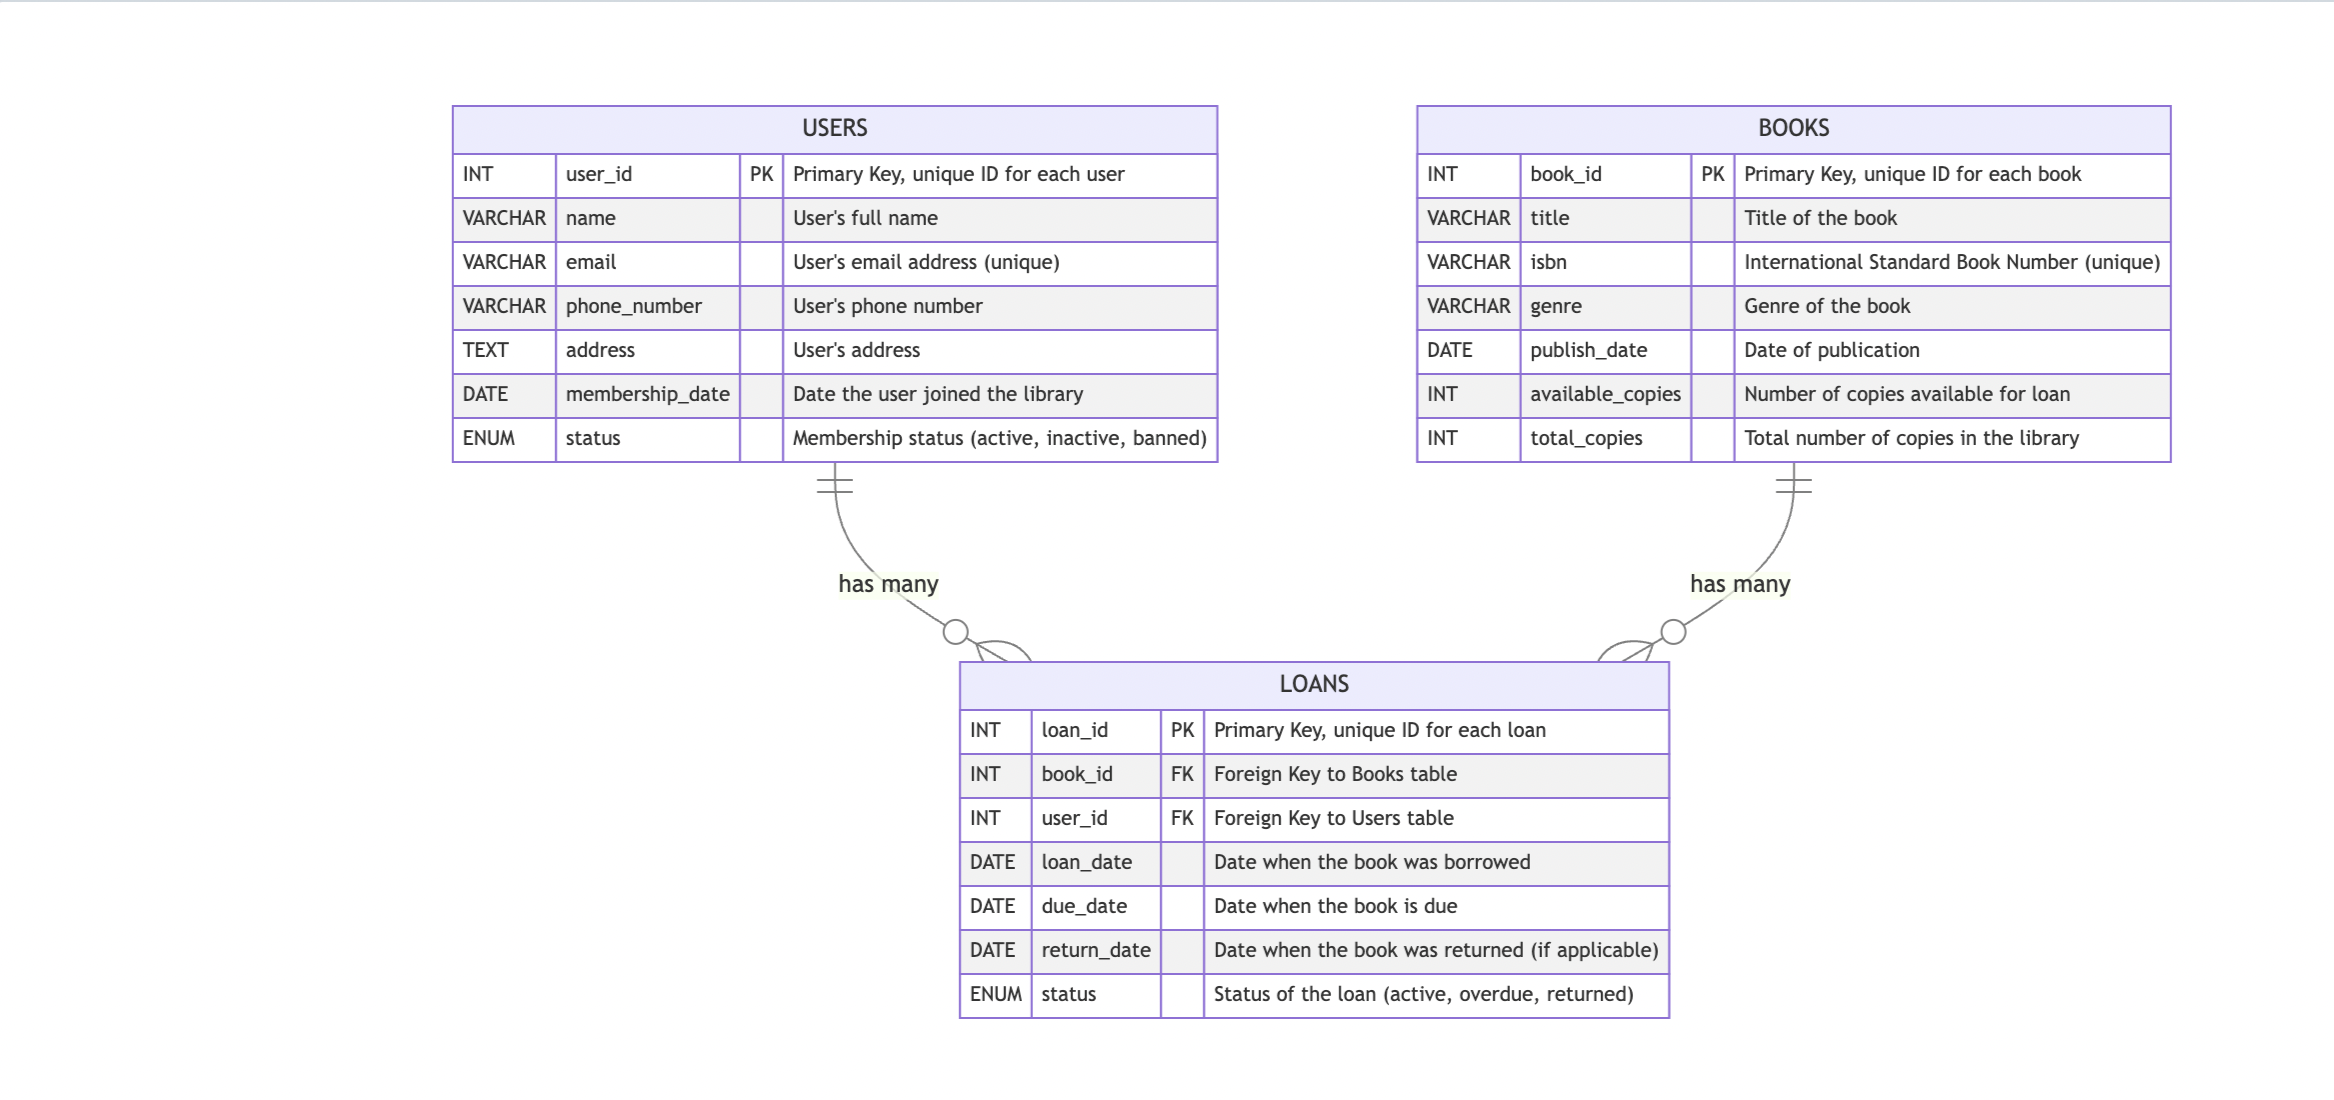 USERS
INT user_id PK Primary Key, unique ID for each user
VARCHAR name User's full name
VARCHAR email User's email address (unique)
VARCHAR phone_number User's phone number
TEXT address User's address
DATE membership_date Date the user joined the library
ENUM status Membership status (active, inactive, banned)
BOOKS
INT book_id PK Primary Key, unique ID for each book
VARCHAR title Title of the book
VARCHAR isbn International Standard Book Number (unique)
VARCHAR genre Genre of the book
DATE publish_date Date of publication
INT available_copies Number of copies available for loan
INT total_copies Total number of copies in the library
has many
has many
LOANS
INT loan_id PK Primary Key, unique ID for each loan
INT book_id FK Foreign Key to Books table
INT user_id FK Foreign Key to Users table
DATE loan_date Date when the book was borrowed
DATE due_date Date when the book is due
DATE return_date Date when the book was returned (if applicable)
ENUM status Status of the loan (active, overdue, returned)